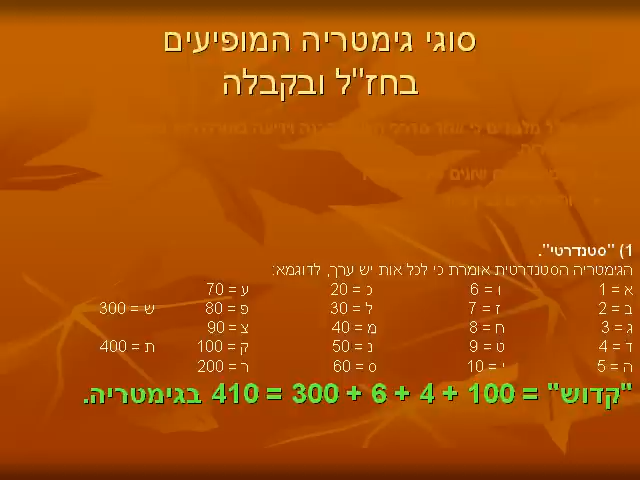 סוגי גימטריה המופיעים
בחז"ל ובקבלה
1) "סטנדרטי".
הגימטריה הסטנדרטית אומרת כי לכל אות יש ערך, לדוגמא:
א = 1 ו = 6 כ = 20 ע = 70
ב = 2 ז = 7 ל = 30 פ = 80 ש = 300
ג = 3 ח = 8 מ = 40 צ = 90
ד = 4 ט = 9 נ = 50 ק = 100 ת = 400
ה = 5 י = 10 ס = 60 ר = 200
"קדוש" = 100 + 4 + 6 + 300 = 410 בגימטריה.